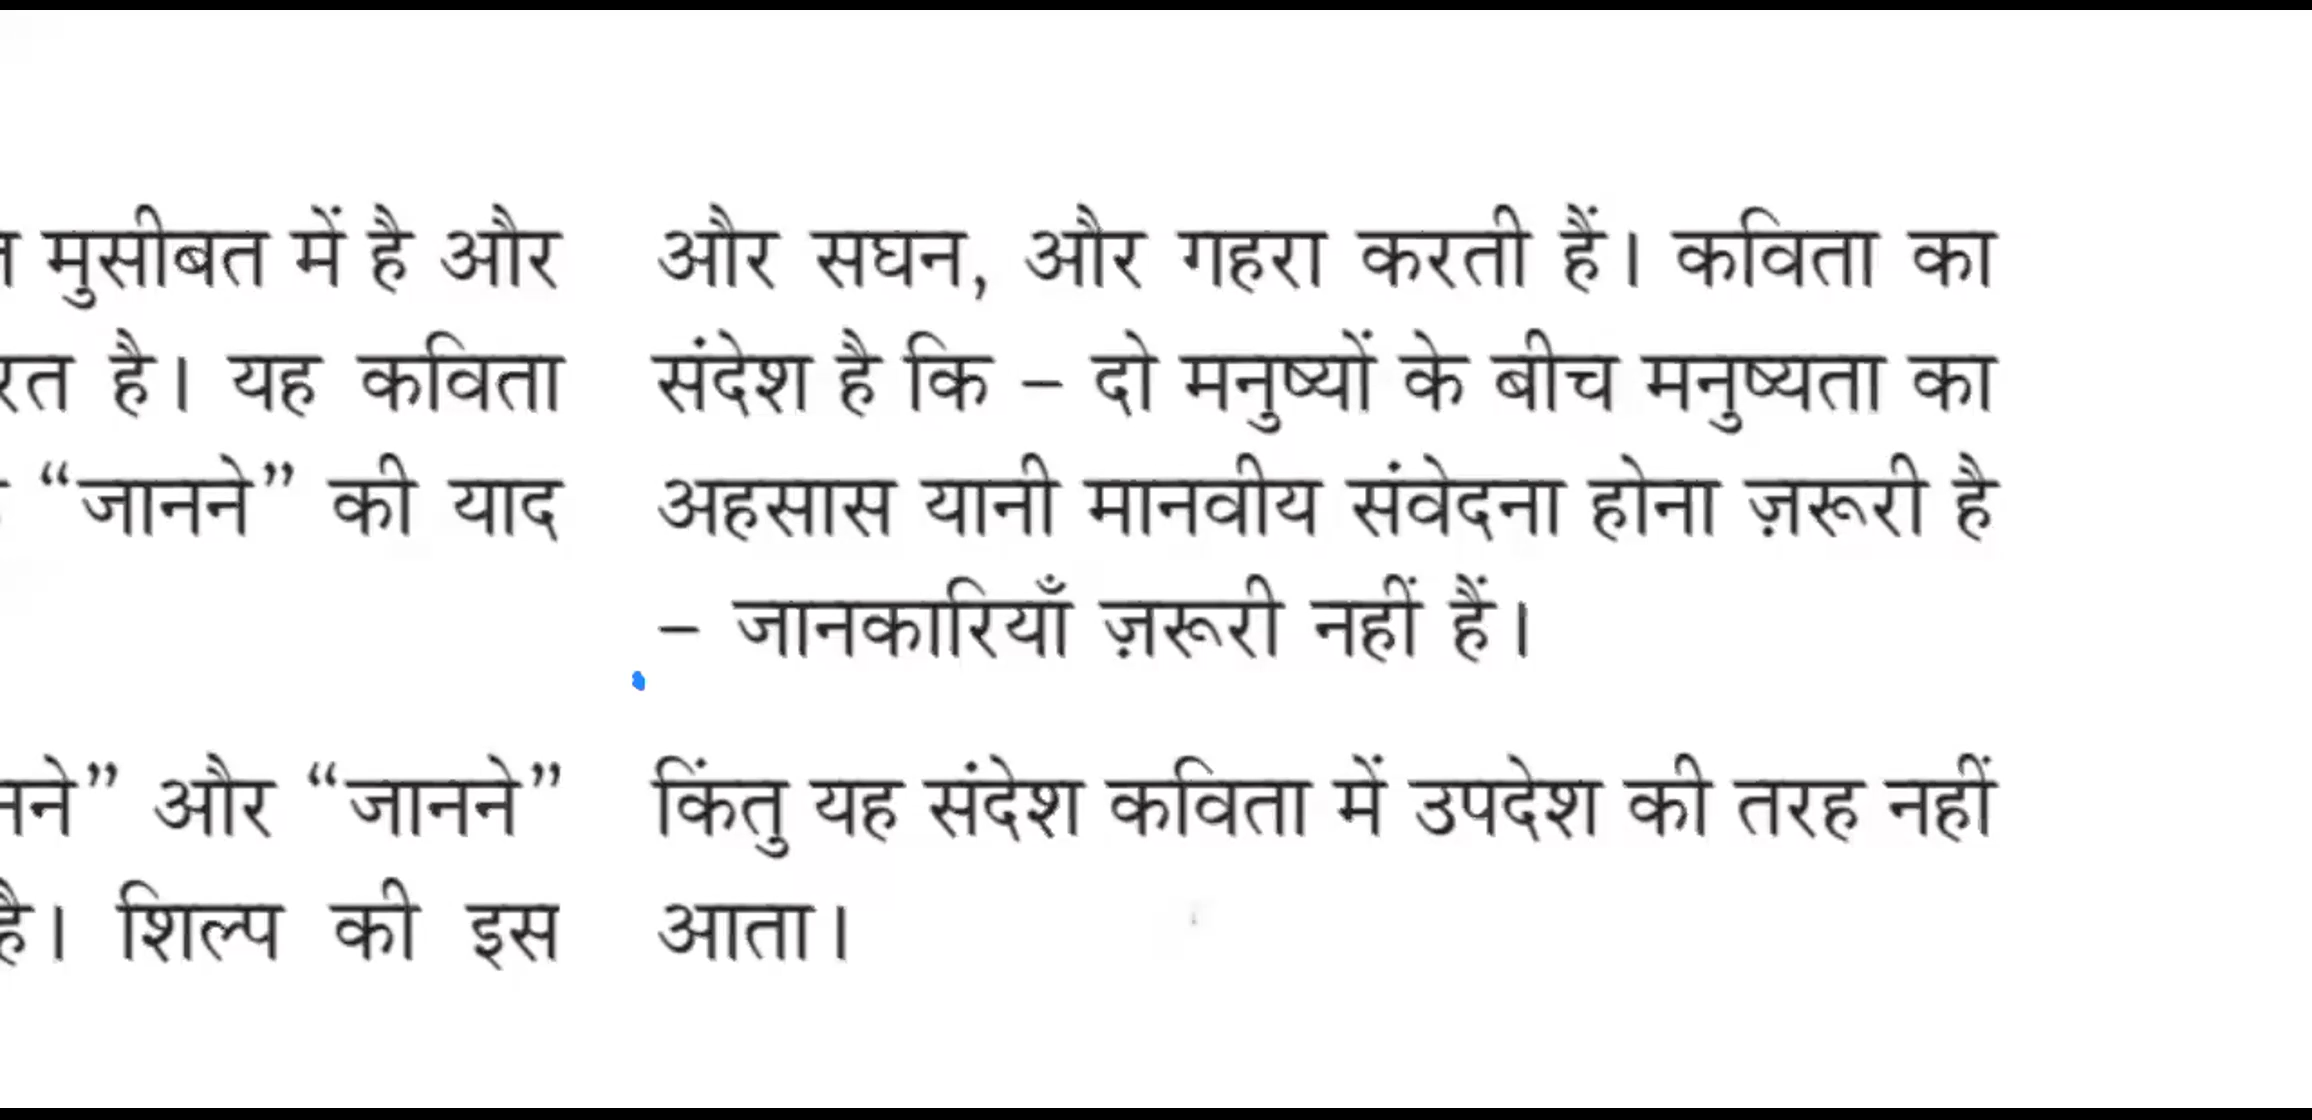 मुसीबत में है और
है। यह कविता
“जानने” की याद
और “जानने”
है। शिल्प की इस
और सघन, और गहरा करती हैं। कविता का
संदेश है कि – दो मनुष्यों के बीच मनुष्यता का
अहसास यानी मानवीय संवेदना होना ज़रूरी है
– जानकारियाँ ज़रूरी नहीं हैं।
किंतु यह संदेश कविता में उपदेश की तरह नहीं
आता।